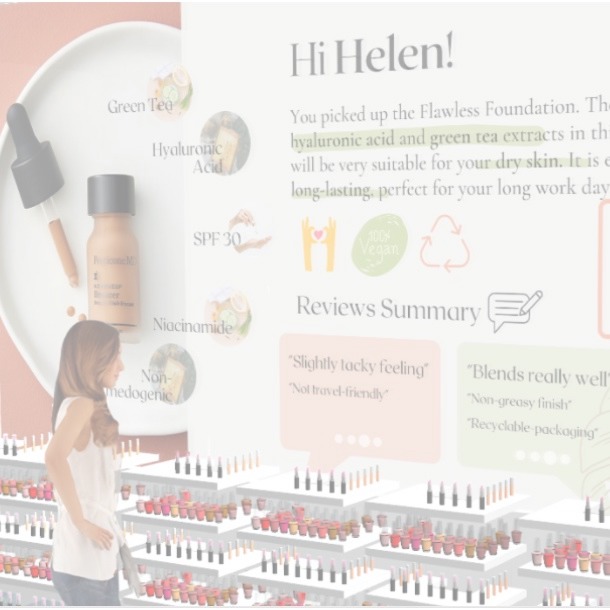 Hi Helen!
You picked up the Flawless Foundation. The
hyaluronic acid and green tea extracts in th
will be very suitable for your dry skin. It is e
long-lasting, perfect for your long work day
Green Tea
Hyaluronic
Acid
SPF 30
Niacinamide
Non-
medogenic
100%
Vegan
Reviews Summary
"Slightly tacky feeling"
"Not travel-friendly"
"Blends really well"
"Non-greasy finish"
"Recyclable-packaging"